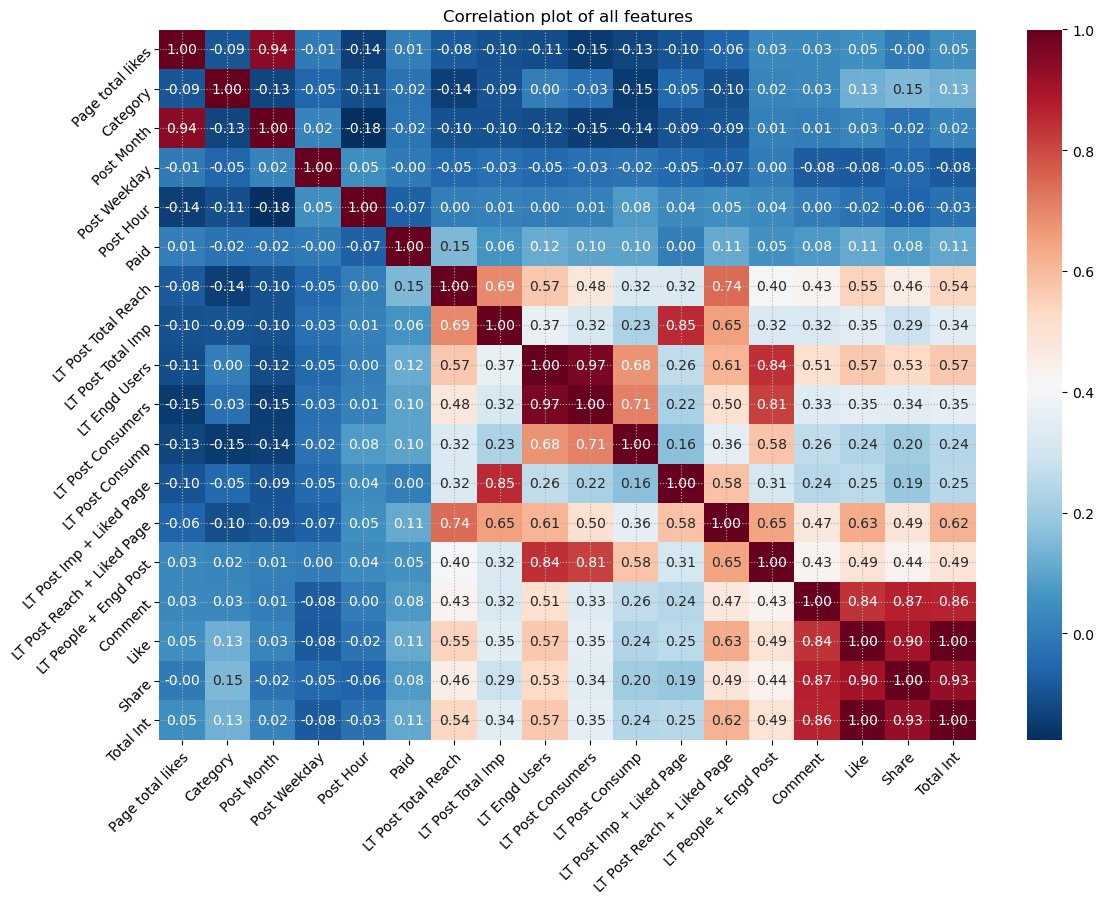 Correlation plot of all features
Page total likes 1.00 -0.09 0.94 -0.01 -0.14 0.01 -0.08 -0.10 -0.11 -0.15 -0.13 -0.10 -0.06 0.03 0.03 0.05 -0.00 0.05
Category -0.09 1.00 -0.13 -0.05 -0.11 -0.02 -0.14 -0.09 0.00 -0.03 -0.15 -0.05 -0.10 0.02 0.03 0.13 0.15 0.13
Post Month 0.94 -0.13 1.00 0.02 -0.18 -0.02 -0.10 -0.10 -0.12 -0.15 -0.14 -0.09 -0.09 0.01 0.01 0.03 -0.02 0.02
Post Weekday -0.01 -0.05 0.02 1.00 0.05 -0.00 -0.05 -0.03 -0.05 -0.03 -0.02 -0.05 -0.07 0.00 -0.08 -0.08 -0.05 -0.08
Post Hour -0.14 -0.11 -0.18 0.05 1.00 -0.07 0.00 0.01 0.00 0.01 0.08 0.04 0.05 0.04 0.00 -0.02 -0.06 -0.03
Paid 0.01 -0.02 -0.02 -0.00 -0.07 1.00 0.15 0.06 0.12 0.10 0.10 0.00 0.11 0.05 0.08 0.11 0.08 0.11
LT Post Total Reach -0.08 -0.14 -0.10 -0.05 0.00 0.15 1.00 0.69 0.57 0.48 0.32 0.32 0.74 0.40 0.43 0.55 0.46 0.54
LT Post Total Imp -0.10 -0.09 -0.10 -0.03 0.01 0.06 0.69 1.00 0.37 0.32 0.23 0.85 0.65 0.32 0.32 0.35 0.29 0.34
LT Engd Users -0.11 0.00 -0.12 -0.05 0.00 0.12 0.57 0.37 1.00 0.97 0.68 0.26 0.61 0.84 0.51 0.57 0.53 0.57
LT Post Consumers -0.15 -0.03 -0.15 -0.03 0.01 0.10 0.48 0.32 0.97 1.00 0.71 0.22 0.50 0.81 0.33 0.35 0.34 0.35
LT Post Consump -0.13 -0.15 -0.14 -0.02 0.08 0.10 0.32 0.23 0.68 0.71 1.00 0.16 0.36 0.58 0.26 0.24 0.20 0.24
LT Post Imp + Liked Page -0.10 -0.05 -0.09 -0.05 0.04 0.00 0.32 0.85 0.26 0.22 0.16 1.00 0.58 0.31 0.24 0.25 0.19 0.25
LT Post Reach + Liked Page -0.06 -0.10 -0.09 -0.07 0.05 0.11 0.74 0.65 0.61 0.50 0.36 0.58 1.00 0.65 0.47 0.63 0.49 0.62
LT People + Engd Post 0.03 0.02 0.01 0.00 0.04 0.05 0.40 0.32 0.84 0.81 0.58 0.31 0.65 1.00 0.43 0.49 0.44 0.49
Comment 0.03 0.03 0.01 -0.08 0.00 0.08 0.43 0.32 0.51 0.33 0.26 0.24 0.47 0.43 1.00 0.84 0.87 0.86
Like 0.05 0.13 0.03 -0.08 -0.02 0.11 0.55 0.35 0.57 0.35 0.24 0.25 0.63 0.49 0.84 1.00 0.90 1.00
Share -0.00 0.15 -0.02 -0.05 -0.06 0.08 0.46 0.29 0.53 0.34 0.20 0.19 0.49 0.44 0.87 0.90 1.00 0.93
Total Int 0.05 0.13 0.02 -0.08 -0.03 0.11 0.54 0.34 0.57 0.35 0.24 0.25 0.62 0.49 0.86 1.00 0.93 1.00
Page total likes
Category
Post Month
Post Weekday
Post Hour
Paid
LT Post Total Reach
LT Post Total Imp
LT Engd Users
LT Post Consumers
LT Post Consump
LT Post Imp + Liked Page
LT Post Reach + Liked Page
LT People + Engd Post
Comment
Like
Share
Total Int
1.0
0.8
0.6
0.4
0.2
0.0